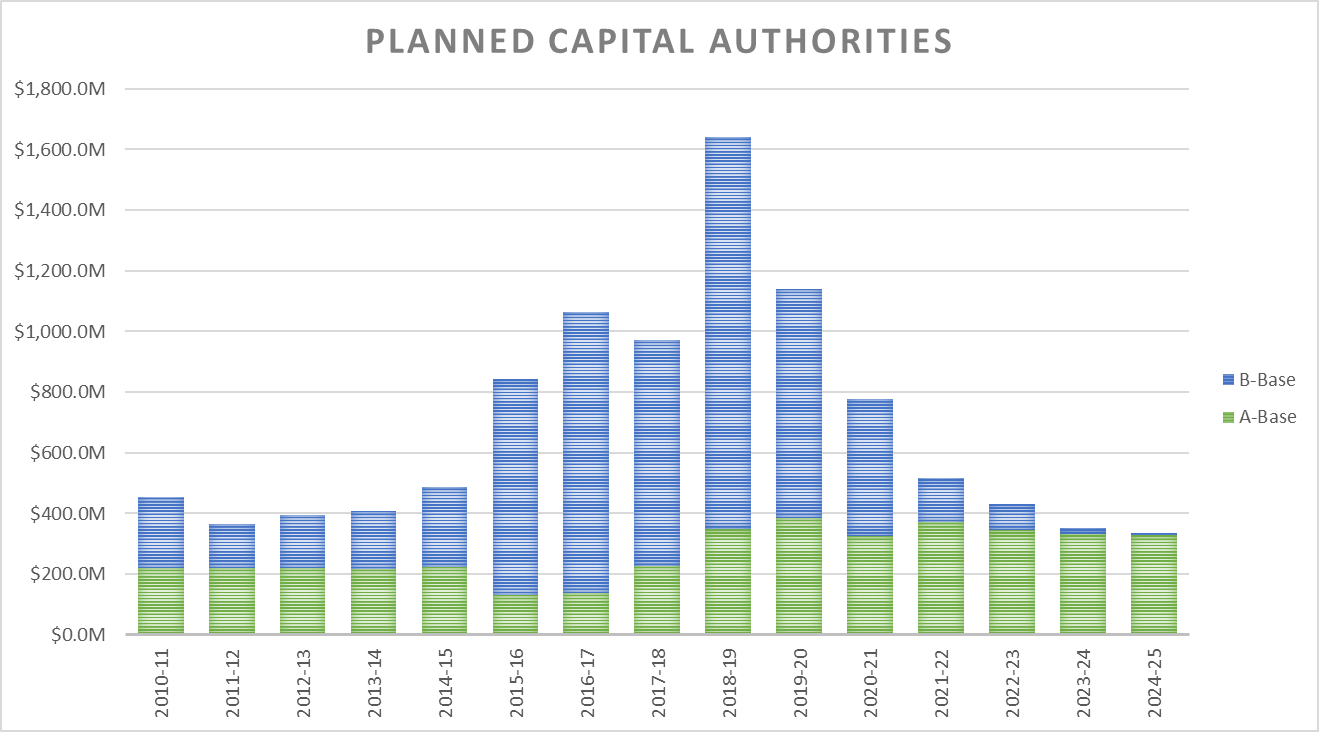 PLANNED CAPITAL AUTHORITIES
$1,800.0M
$1,600.0M
$1,400.0M
$1,200.0M
$1,000.0M
$800.0M
$600.0M
$400.0M
$200.0M
$0.0M
B-Base
A-Base
2010-11
2011-12
2012-13
2013-14
2014-15
2015-16
2016-17
2017-18
2018-19
2019-20
2020-21
2021-22
2022-23
2023-24
2024-25